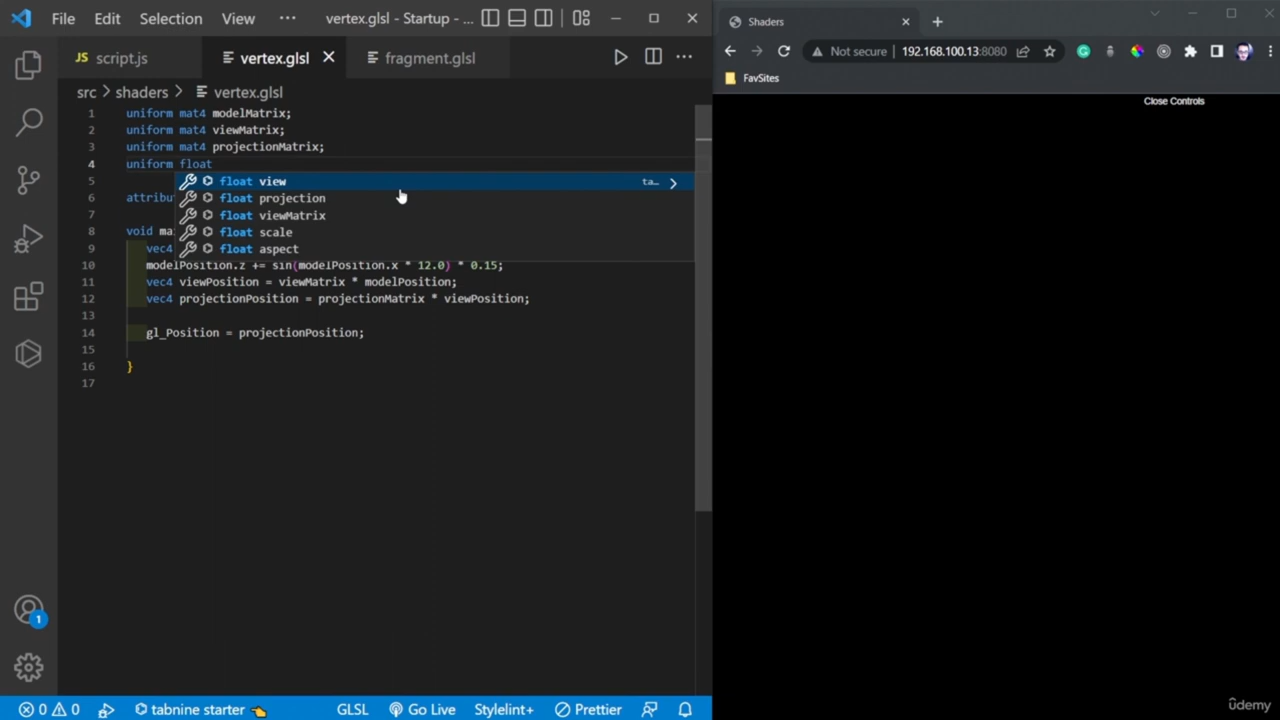 File Edit Selection View ··· vertex.glsl - Startup - ...
JS script.js vertex.glsl fragment.glsl
src > shaders > vertex.glsl
1 uniform mat4 modelMatrix;
2 uniform mat4 viewMatrix;
3 uniform mat4 projectionMatrix;
4 uniform float
5 float view ta...
6 attribut float projection
7 float viewMatrix
8 void mai float scale
9 vec4 float aspect
10 modelPosition.z += sin(modelPosition.x * 12.0) * 0.15;
11 vec4 viewPosition = viewMatrix * modelPosition;
12 vec4 projectionPosition = projectionMatrix * viewPosition;
13
14 gl_Position = projectionPosition;
15
16 }
17
1
0 0 tabnine starter GLSL Go Live Stylelint+ Prettier
Shaders
Not secure 192.168.100.13:8080
FavSites
Close Controls
ûdemy